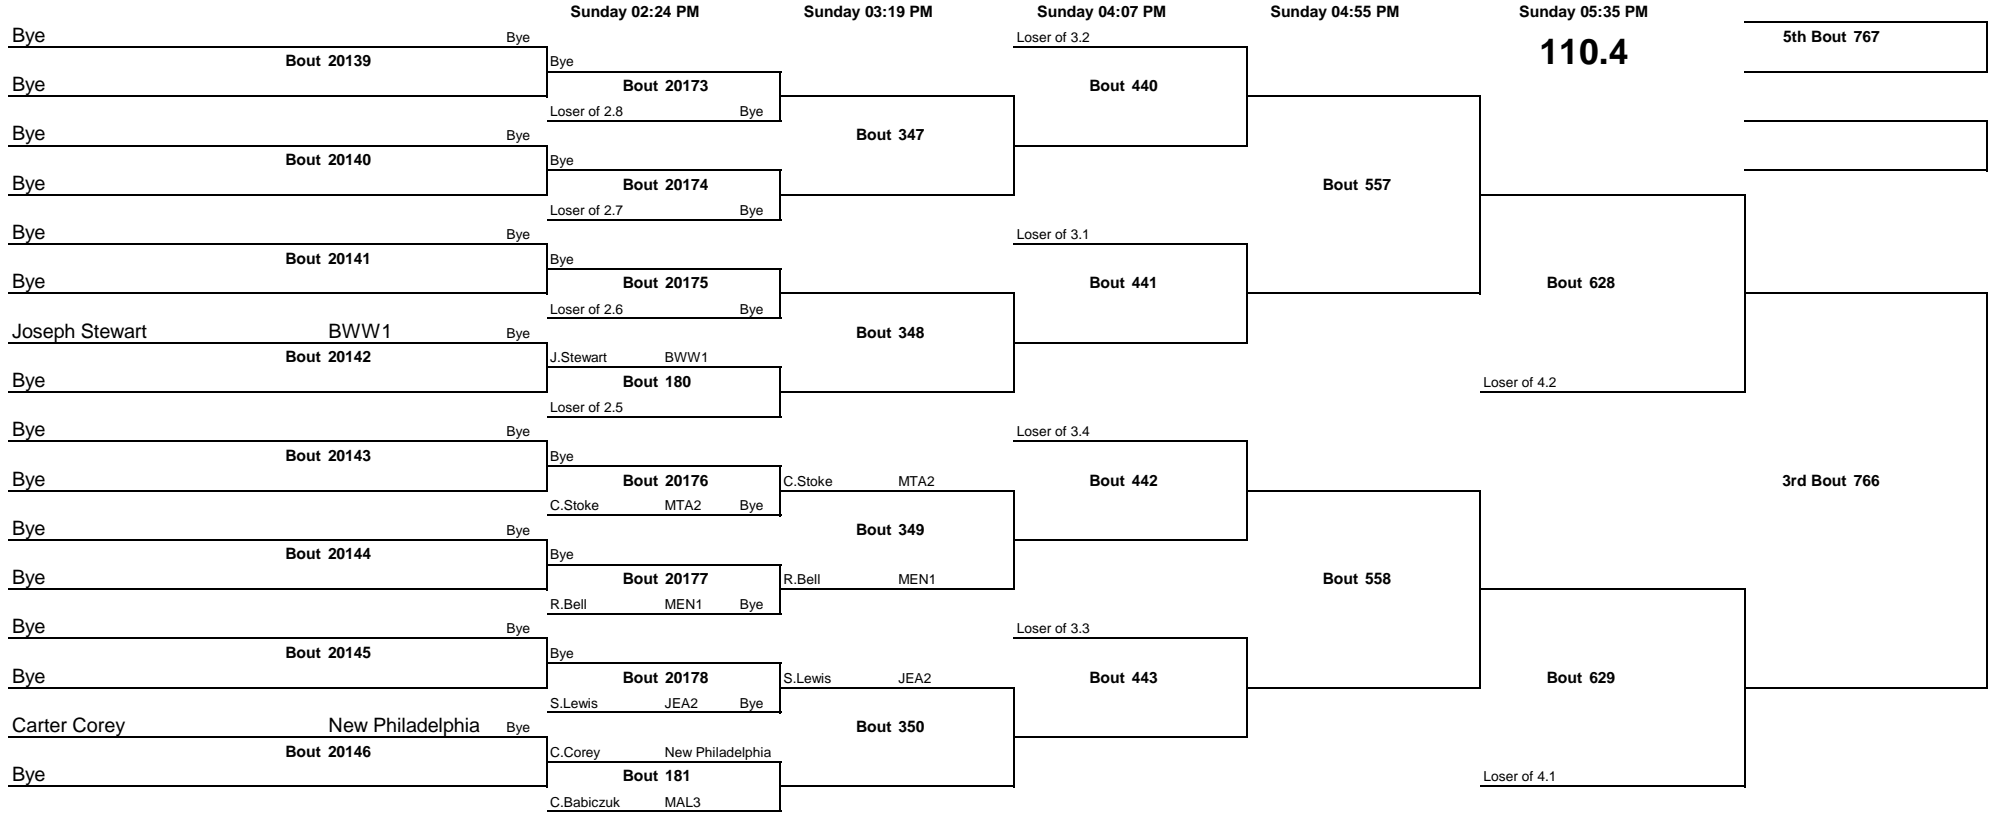 Sunday 02:24 PM Sunday 03:19 PM Sunday 04:07 PM Sunday 04:55 PM Sunday 05:35 PM
Bye Bye Loser of 3.2 110.4 5th Bout 767
Bout 20139 Bye
Bye Bout 20173 Bout 440
Loser of 2.8 Bye
Bye Bye Bout 347
Bout 20140 Bye
Bye Bout 20174 Bout 557
Loser of 2.7 Bye
Bye Bye Loser of 3.1
Bout 20141 Bye
Bye Bout 20175 Bout 441 Bout 628
Loser of 2.6 Bye
Joseph Stewart BWW1 Bye Bout 348
Bout 20142 J.Stewart BWW1
Bye Bout 180 Loser of 4.2
Loser of 2.5
Bye Bye Loser of 3.4
Bout 20143 Bye
Bye Bout 20176 C.Stoke MTA2 Bout 442 3rd Bout 766
C.Stoke MTA2 Bye
Bye Bye Bout 349
Bout 20144 Bye
Bye Bout 20177 R.Bell MEN1 Bout 558
R.Bell MEN1 Bye
Bye Bye Loser of 3.3
Bout 20145 Bye
Bye Bout 20178 S.Lewis JEA2 Bout 443 Bout 629
S.Lewis JEA2 Bye
Carter Corey New Philadelphia Bye Bout 350
Bout 20146 C.Corey New Philadelphia
Bye Bout 181 Loser of 4.1
C.Babiczuk MAL3